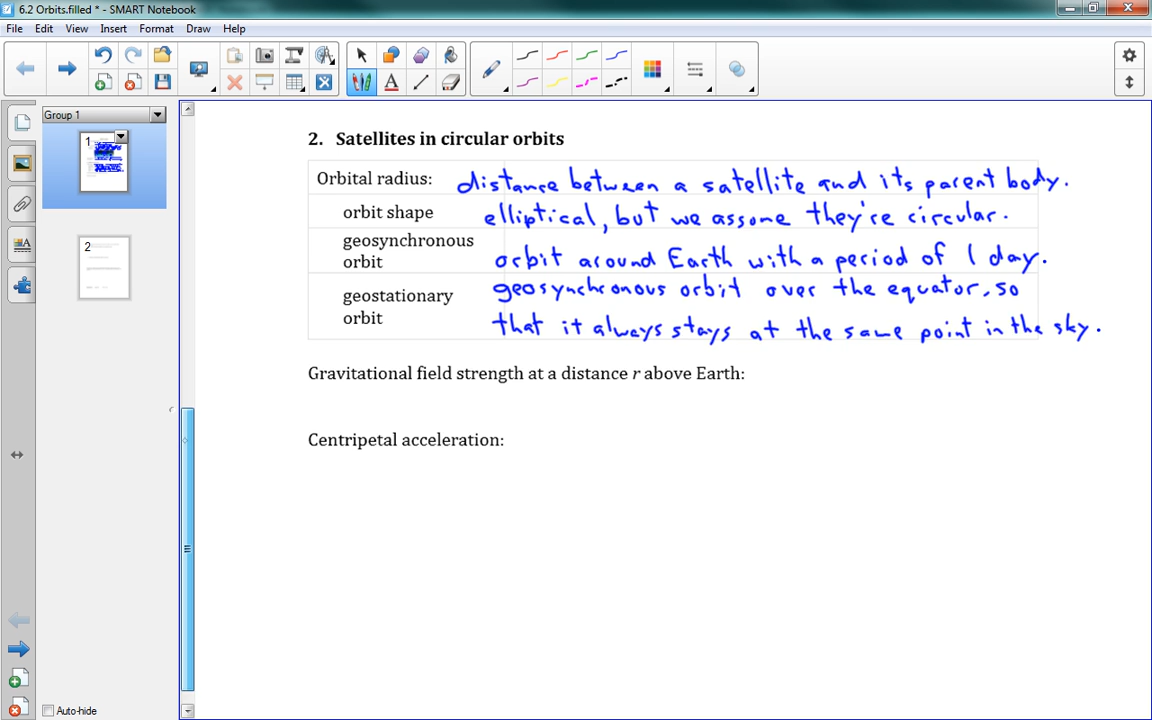 6.2 Orbits.filled * - SMART Notebook
File Edit View Insert Format Draw Help
Group 1
1
2
2. Satellites in circular orbits
Orbital radius: distance between a satellite and its parent body.
orbit shape elliptical, but we assume they're circular.
geosynchronous
orbit orbit around Earth with a period of 1 day.
geostationary geosynchronous orbit over the equator, so
orbit that it always stays at the same point in the sky.
Gravitational field strength at a distance r above Earth:
Centripetal acceleration:
Auto-hide